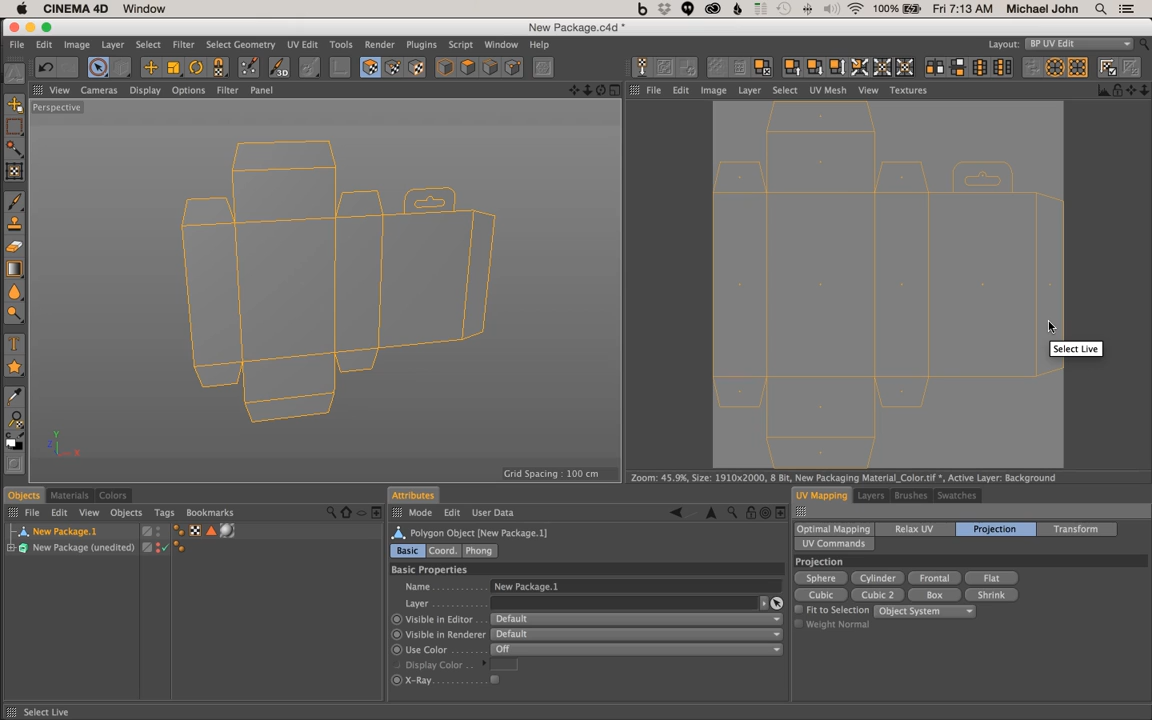 CINEMA 4D Window
100% Fri 7:13 AM Michael John
New Package.c4d *
File Edit Image Layer Select Filter Select Geometry UV Edit Tools Render Plugins Script Window Help
Layout: BP UV Edit
View Cameras Display Options Filter Panel
File Edit Image Layer Select UV Mesh View Textures
Perspective
Select Live
Y
Z
X
Grid Spacing : 100 cm
Zoom: 45.9%, Size: 1910x2000, 8 Bit, New Packaging Material_Color.tif *, Active Layer: Background
Objects Materials Colors
File Edit View Objects Tags Bookmarks
New Package.1
New Package (unedited)
Attributes
Mode Edit User Data
Polygon Object [New Package.1]
Basic Coord. Phong
Basic Properties
Name New Package.1
Layer
Visible in Editor Default
Visible in Renderer Default
Use Color Off
Display Color
X-Ray
UV Mapping Layers Brushes Swatches
Optimal Mapping Relax UV Projection Transform
UV Commands
Projection
Sphere Cylinder Frontal Flat
Cubic Cubic 2 Box Shrink
Fit to Selection Object System
Weight Normal
Select Live